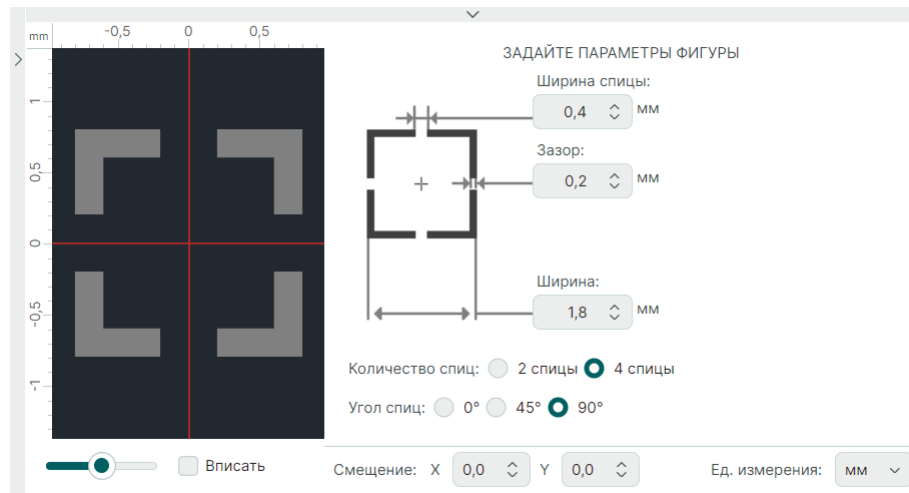 mm
-0,5 0 0,5
1
0,5
0
-0,5
-1
ЗАДАЙТЕ ПАРАМЕТРЫ ФИГУРЫ
Ширина спицы:
0,4 мм
Зазор:
0,2 мм
Ширина:
1,8 мм
Количество спиц: 2 спицы 4 спицы
Угол спиц: 0° 45° 90°
Вписать
Смещение: X 0,0 Y 0,0 Ед. измерения: мм